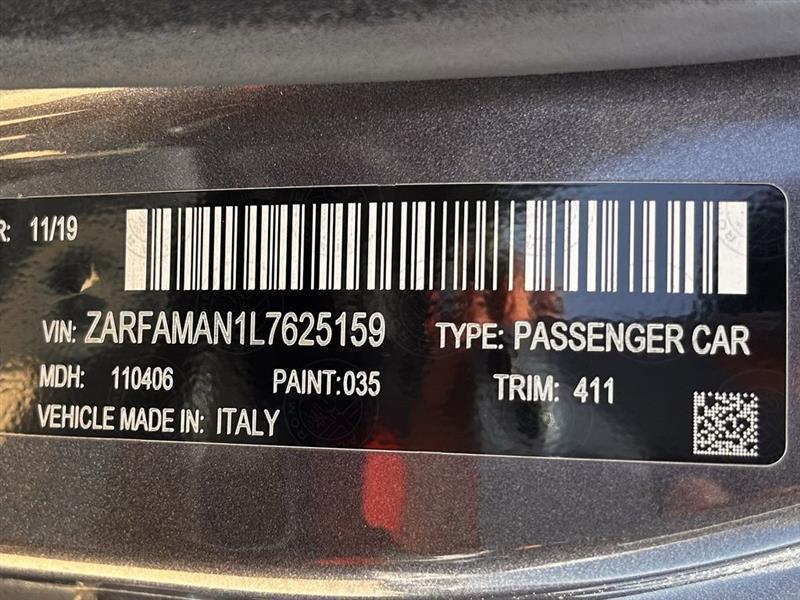 R: 11/19
VIN: ZARFAMAN1L7625159 TYPE: PASSENGER CAR
MDH: 110406 PAINT:035 TRIM: 411
VEHICLE MADE IN: ITALY